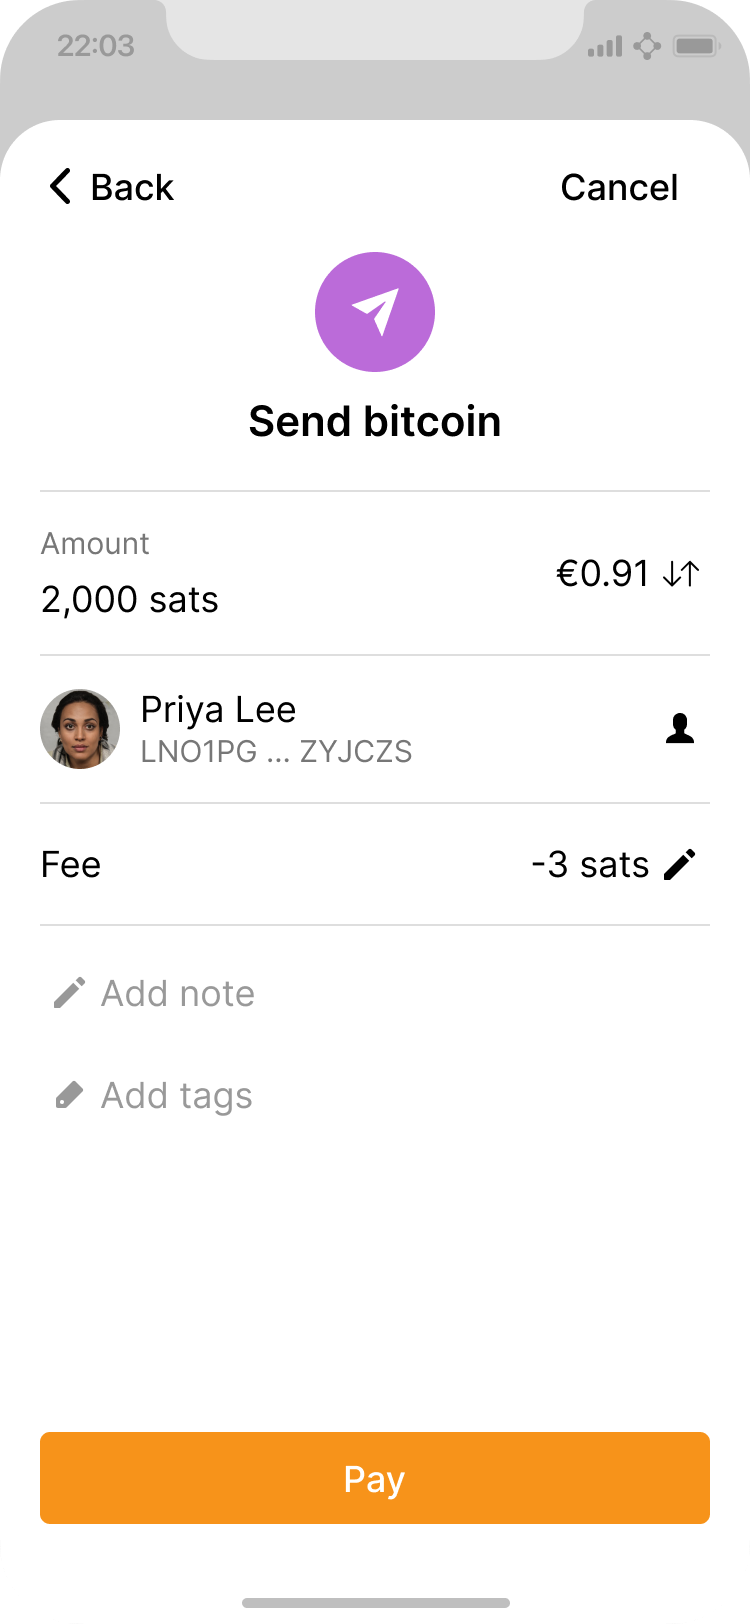 22:03
Back
Cancel
Send bitcoin
Amount
2,000 sats
€0.91
Priya Lee
LNO1PG ... ZYJCZS
Fee
-3 sats
Add note
Add tags
Pay